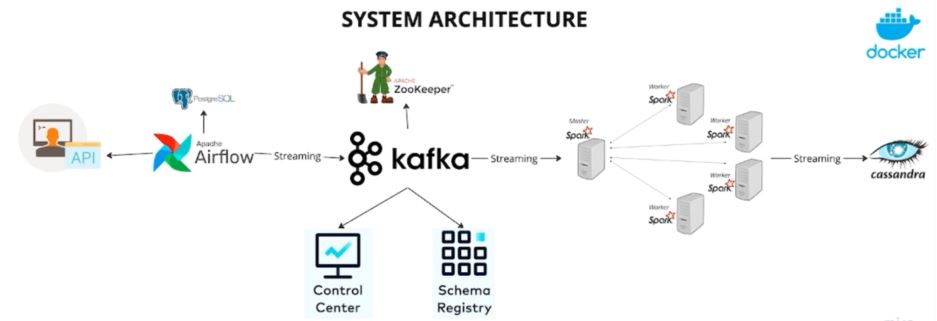 SYSTEM ARCHITECTURE
docker
PostgreSQL
APACHE
ZooKeeper
API
Apache
Airflow
Streaming
kafka
Streaming
Master
Spark
Worker
Spark
Worker
Spark
Worker
Spark
Worker
Spark
Streaming
cassandra
Control
Center
Schema
Registry